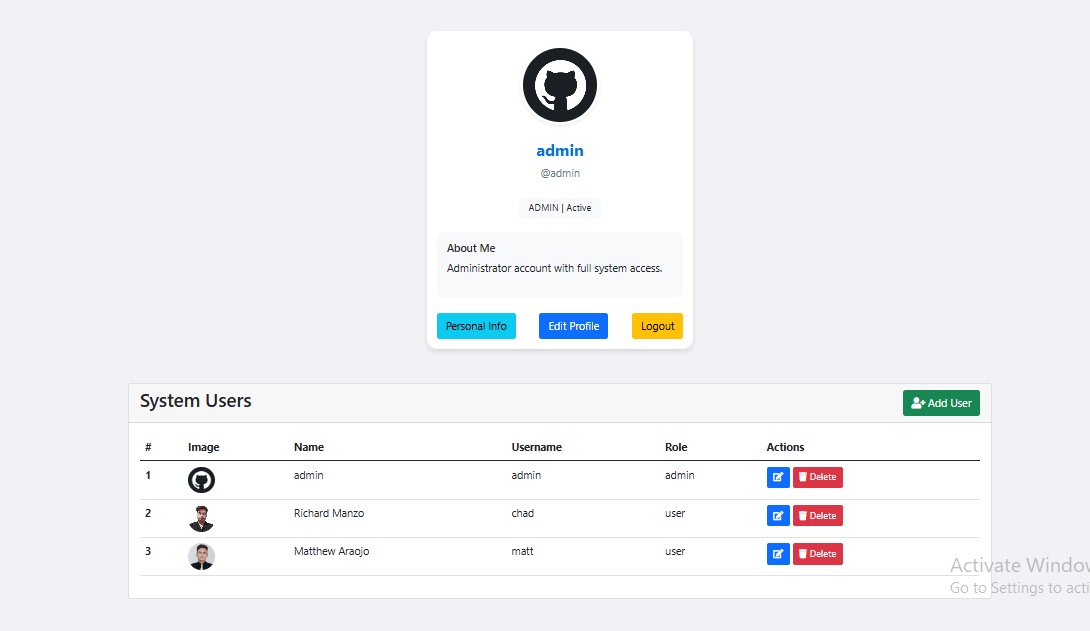 admin
@admin
ADMIN | Active
About Me
Administrator account with full system access.
Personal Info Edit Profile Logout
System Users Add User
# Image Name Username Role Actions
1 admin admin admin Delete
2 Richard Manzo chad user Delete
3 Matthew Araojo matt user Delete
Activate Window
Go to Settings to acti